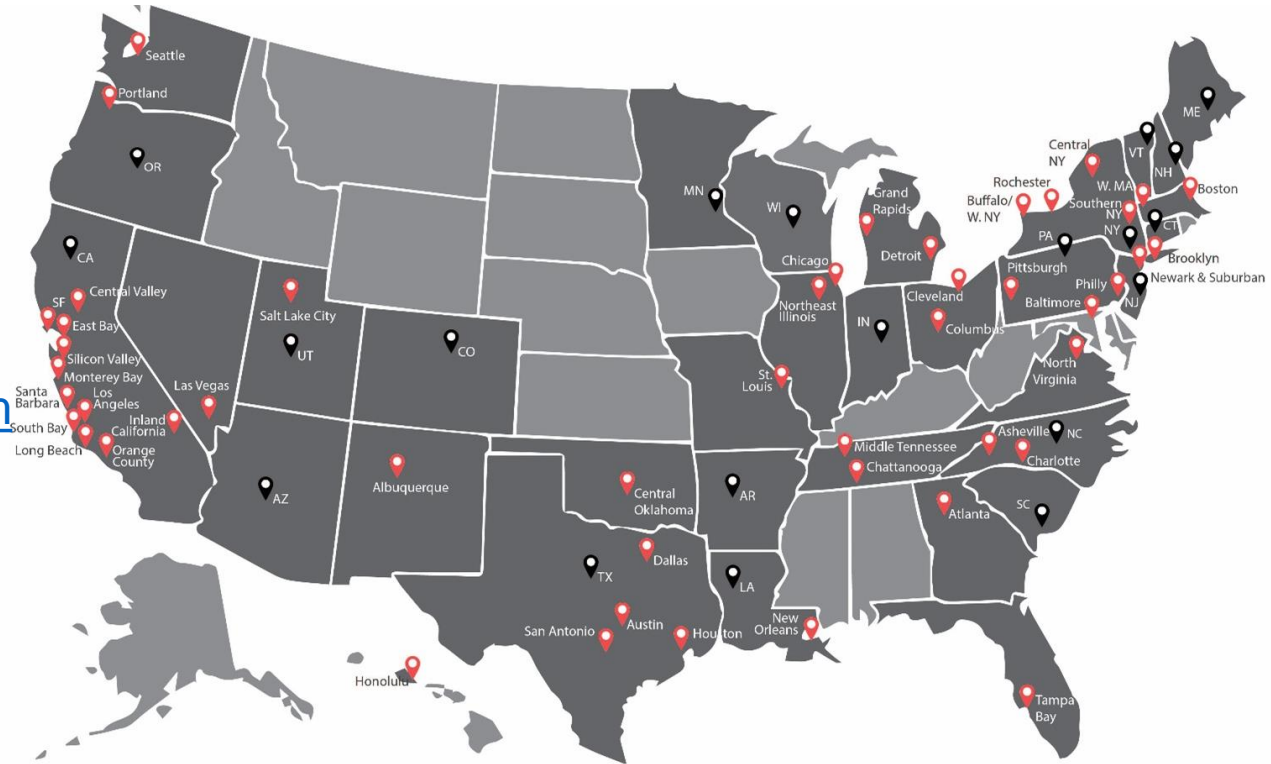 Seattle
Portland
OR
CA
Central Valley
SF
East Bay
Silicon Valley
Monterey Bay
Santa
Barbara
Los
Angeles
South Bay
Long Beach
Inland
California
Orange
County
Las Vegas
Salt Lake City
UT
CO
AZ
Albuquerque
Central
Oklahoma
TX
Dallas
Austin
San Antonio
Houston
Honolulu
MN
WI
Chicago
Northeast
Illinois
St.
Louis
AR
LA
New
Orleans
Grand
Rapids
Detroit
IN
Cleveland
Columbus
Middle Tennessee
Chattanooga
Asheville
NC
Charlotte
SC
Atlanta
Tampa
Bay
North
Virginia
Pittsburgh
Philly
Baltimore
PA
NJ
Newark & Suburban
Brooklyn
CT
NY
Southern
NY
Buffalo/
W. NY
Rochester
Central
NY
W. MA
Boston
VT
NH
ME